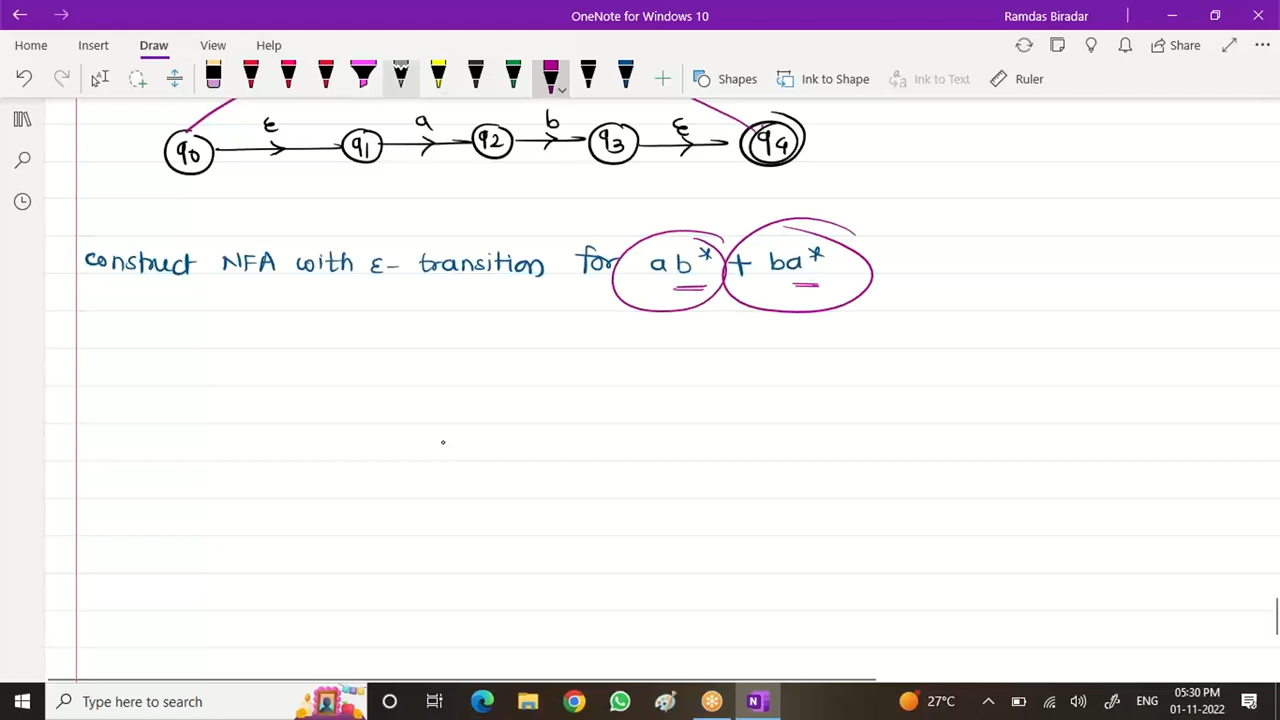 OneNote for Windows 10
Ramdas Biradar
Home Insert Draw View Help
Share
Shapes Ink to Shape Ink to Text Ruler
ε a b ε
q0 q1 q2 q3 q4
construct NFA with ε- transition for ab* + ba*
Type here to search
27°C ENG 05:30 PM
01-11-2022